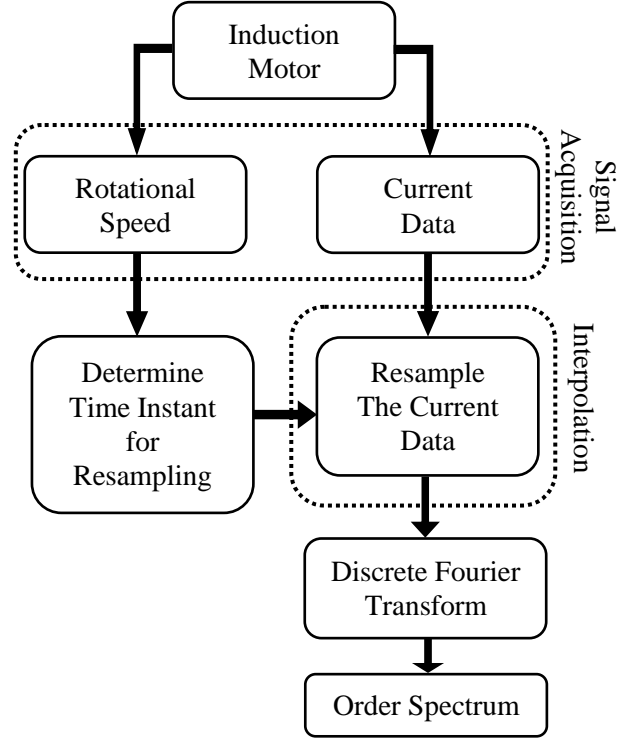 Induction
Motor
Signal
Acquisition
Rotational
Speed
Current
Data
Determine
Time Instant
for
Resampling
Resample
The Current
Data
Interpolation
Discrete Fourier
Transform
Order Spectrum